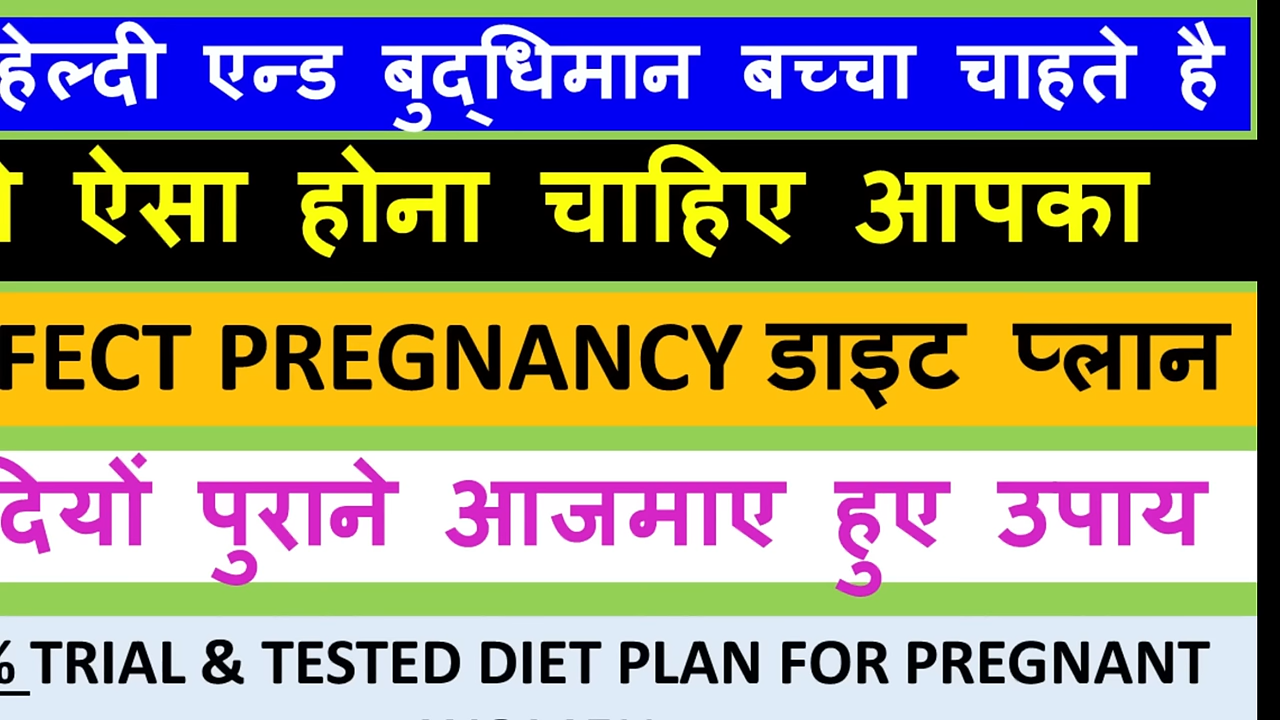 हेल्दी एन्ड बुद्धिमान बच्चा चाहते है
ऐसा होना चाहिए आपका
FECT PREGNANCY डाइट प्लान
दियों पुराने आजमाए हुए उपाय
% TRIAL & TESTED DIET PLAN FOR PREGNANT